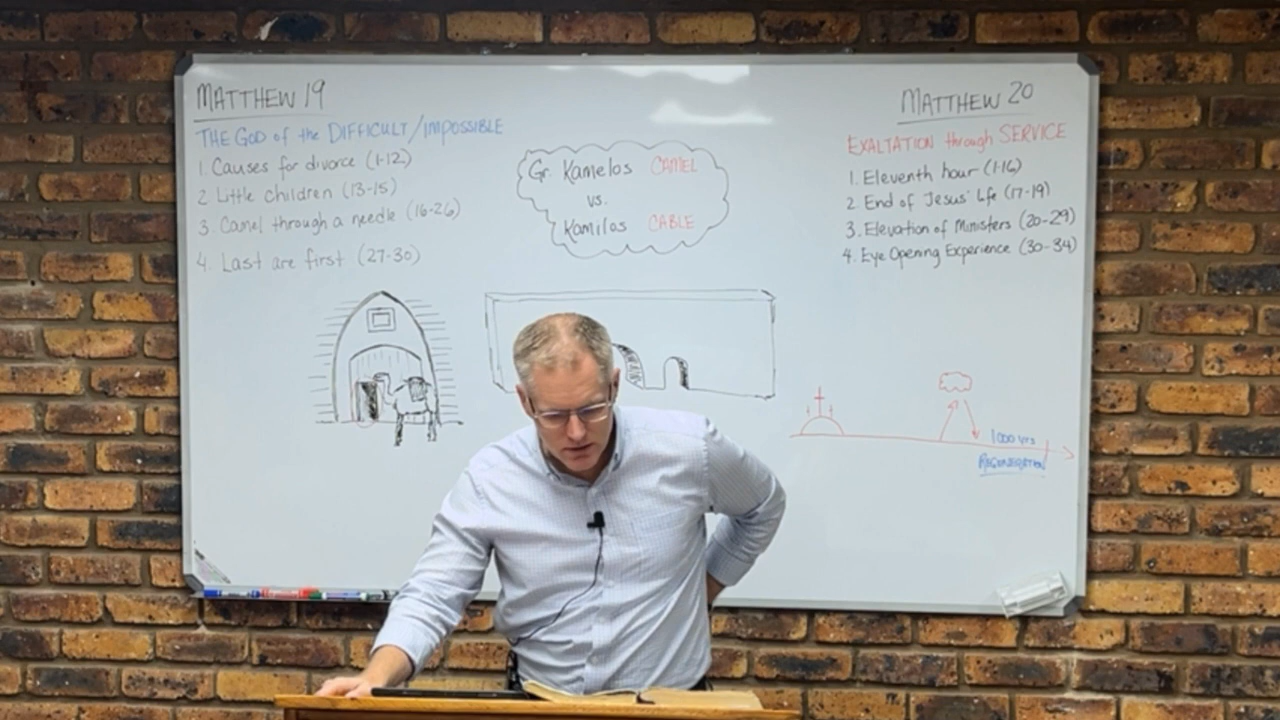 MATTHEW 19
THE GOD of the DIFFICULT/IMPOSSIBLE
1. Causes for divorce (1-12)
2. Little children (13-15)
3. Camel through a needle (16-26)
4. Last are first (27-30)
Gr. Kamelos CAMEL
vs.
Kamilos CABLE
MATTHEW 20
EXALTATION through SERVICE
1. Eleventh hour (1-16)
2. End of Jesus' Life (17-19)
3. Elevation of Ministers (20-29)
4. Eye Opening Experience (30-34)
1000 yrs
REGENERATION